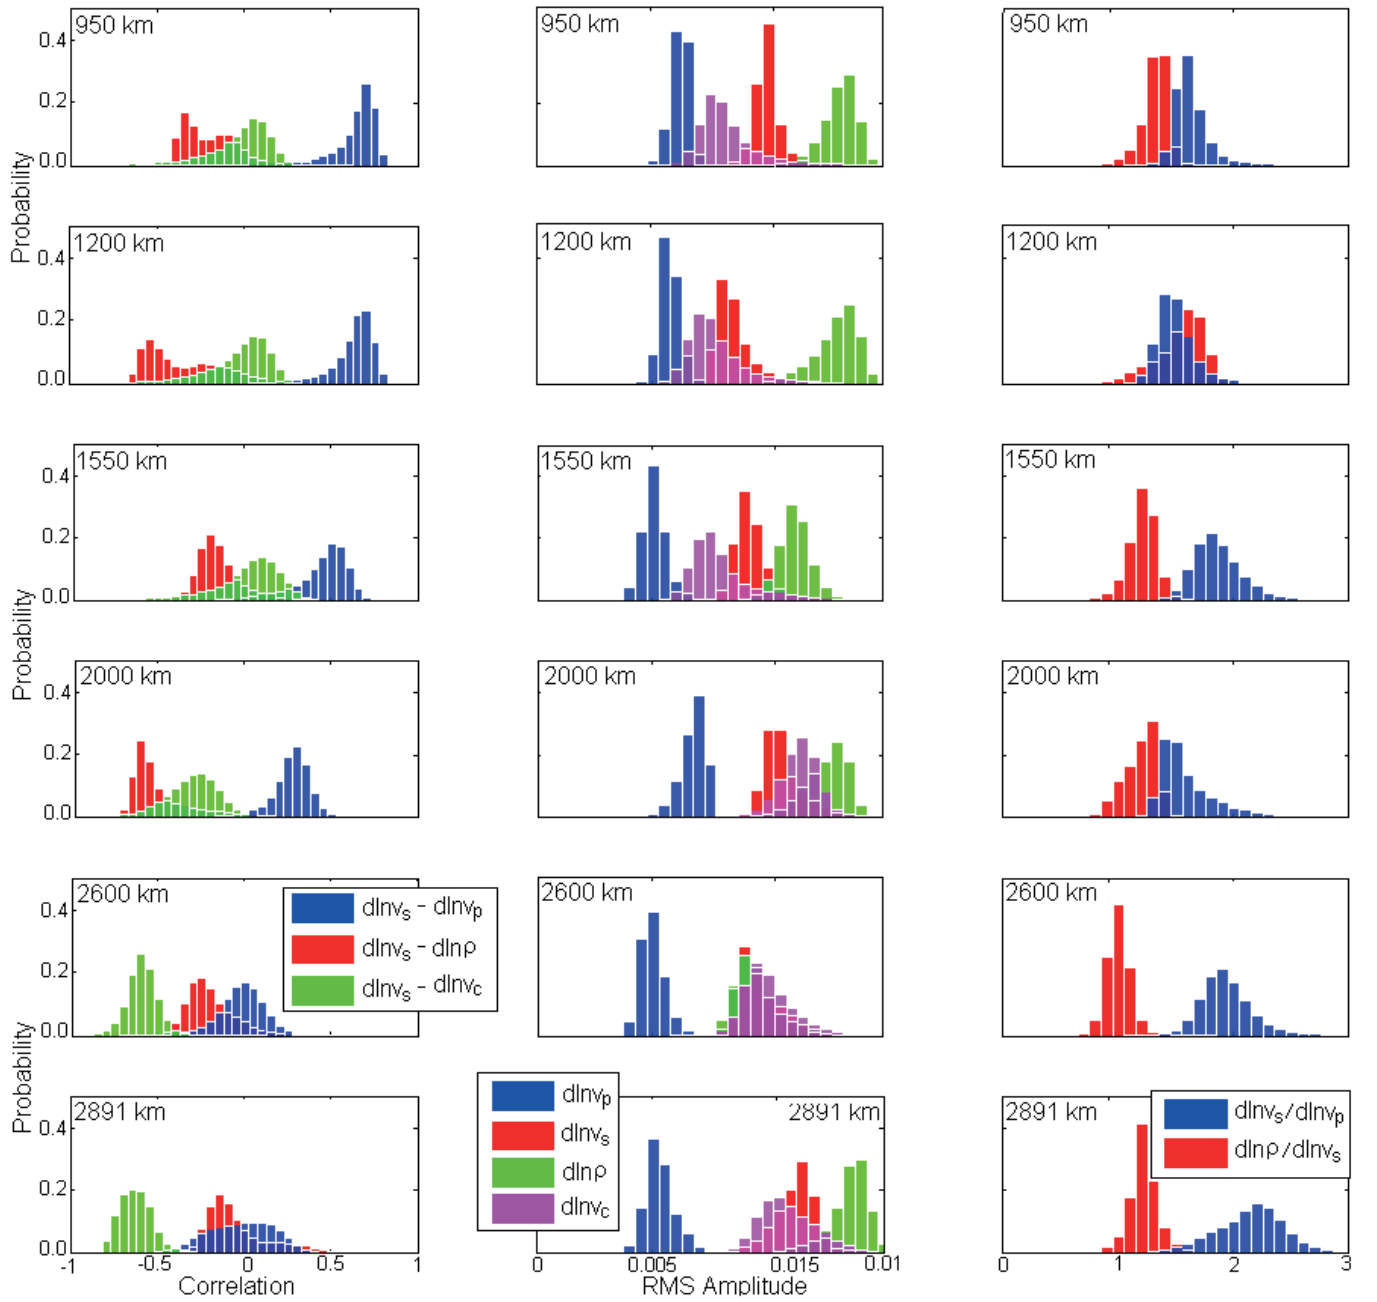 950 km
950 km
950 km
0.4
0.2
0.0
Probability
1200 km
1200 km
1200 km
0.4
0.2
0.0
1550 km
1550 km
1550 km
0.4
0.2
0.0
Probability
2000 km
2000 km
2000 km
0.4
0.2
0.0
2600 km
2600 km
2600 km
0.4
0.2
0.0
dlnvs - dlnvp
dlnvs - dlnρ
dlnvs - dlnvc
Probability
2891 km
2891 km
2891 km
0.4
0.2
0.0
dlnvp
dlnvs
dlnρ
dlnvc
dlnvs/dlnvp
dlnρ/dlnvs
-1 -0.5 0 0.5 1
0 0.005 0.015 0.01
0 1 2 3
Correlation
RMS Amplitude